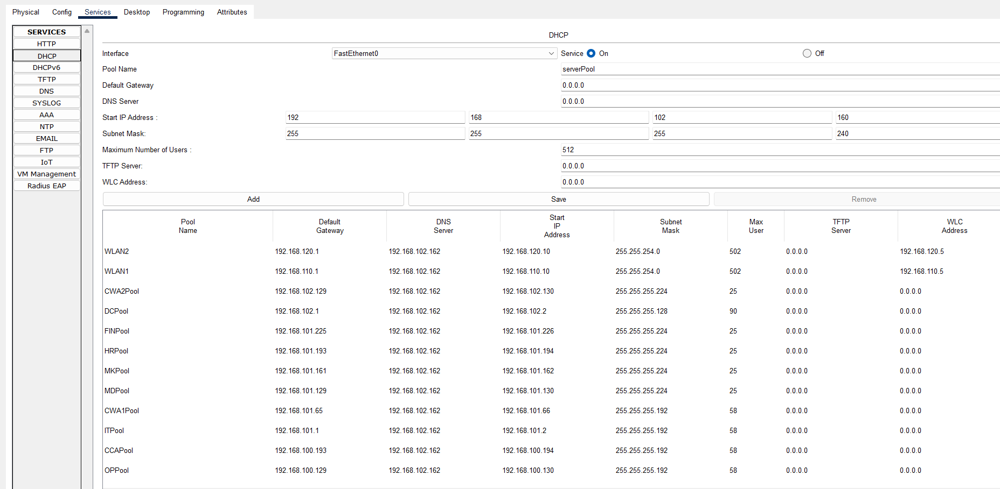 Physical Config Services Desktop Programming Attributes
SERVICES
HTTP
DHCP
DHCPv6
TFTP
DNS
SYSLOG
AAA
NTP
EMAIL
FTP
IoT
VM Management
Radius EAP
DHCP
Interface FastEthernet0 Service On Off
Pool Name serverPool
Default Gateway 0.0.0.0
DNS Server 0.0.0.0
Start IP Address : 192 168 102 160
Subnet Mask: 255 255 255 240
Maximum Number of Users : 512
TFTP Server: 0.0.0.0
WLC Address: 0.0.0.0
Add Save Remove
Pool Name Default Gateway DNS Server Start IP Address Subnet Mask Max User TFTP Server WLC Address
WLAN2 192.168.120.1 192.168.102.162 192.168.120.10 255.255.254.0 502 0.0.0.0 192.168.120.5
WLAN1 192.168.110.1 192.168.102.162 192.168.110.10 255.255.254.0 502 0.0.0.0 192.168.110.5
CWA2Pool 192.168.102.129 192.168.102.162 192.168.102.130 255.255.255.224 25 0.0.0.0 0.0.0.0
DCPool 192.168.102.1 192.168.102.162 192.168.102.2 255.255.255.128 90 0.0.0.0 0.0.0.0
FINPool 192.168.101.225 192.168.102.162 192.168.101.226 255.255.255.224 25 0.0.0.0 0.0.0.0
HRPool 192.168.101.193 192.168.102.162 192.168.101.194 255.255.255.224 25 0.0.0.0 0.0.0.0
MKPool 192.168.101.161 192.168.102.162 192.168.101.162 255.255.255.224 25 0.0.0.0 0.0.0.0
MDPool 192.168.101.129 192.168.102.162 192.168.101.130 255.255.255.224 25 0.0.0.0 0.0.0.0
CWA1Pool 192.168.101.65 192.168.102.162 192.168.101.66 255.255.255.192 58 0.0.0.0 0.0.0.0
ITPool 192.168.101.1 192.168.102.162 192.168.101.2 255.255.255.192 58 0.0.0.0 0.0.0.0
CCAPool 192.168.100.193 192.168.102.162 192.168.100.194 255.255.255.192 58 0.0.0.0 0.0.0.0
OPPool 192.168.100.129 192.168.102.162 192.168.100.130 255.255.255.192 58 0.0.0.0 0.0.0.0